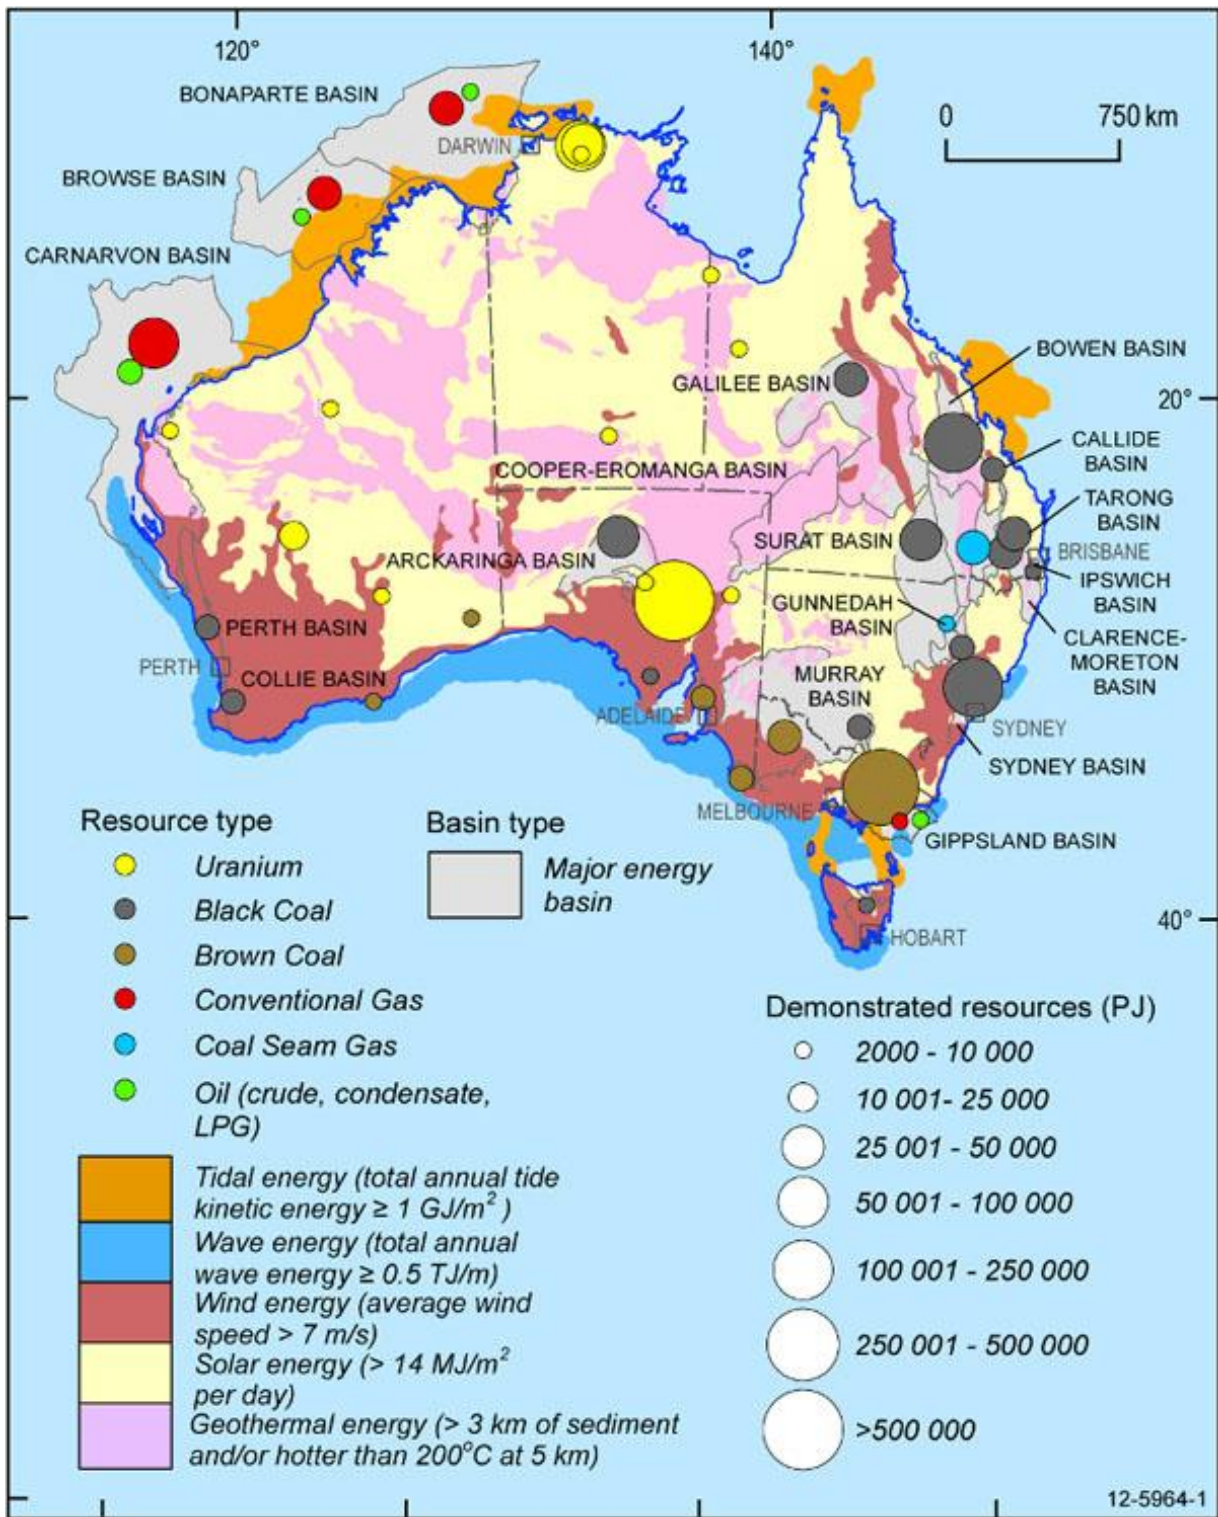 120°
140°
BONAPARTE BASIN
0
750 km
DARWIN
BROWSE BASIN
CARNARVON BASIN
BOWEN BASIN
GALILEE BASIN
20°
CALLIDE
BASIN
COOPER-EROMANGA BASIN
TARONG
BASIN
SURAT BASIN
BRISBANE
ARCKARINGA BASIN
IPSWICH
BASIN
GUNNEDAH
BASIN
PERTH BASIN
CLARENCE-
MORETON
BASIN
PERTH
COLLIE BASIN
MURRAY
BASIN
ADELAIDE
SYDNEY
SYDNEY BASIN
MELBOURNE
GIPPSLAND BASIN
40°
HOBART
Resource type
Uranium
Black Coal
Brown Coal
Conventional Gas
Coal Seam Gas
Oil (crude, condensate,
LPG)
Tidal energy (total annual tide
kinetic energy ≥ 1 GJ/m²)
Wave energy (total annual
wave energy ≥ 0.5 TJ/m)
Wind energy (average wind
speed > 7 m/s)
Solar energy (> 14 MJ/m²
per day)
Geothermal energy (> 3 km of sediment
and/or hotter than 200°C at 5 km)
Basin type
Major energy
basin
Demonstrated resources (PJ)
2000 - 10 000
10 001- 25 000
25 001 - 50 000
50 001 - 100 000
100 001 - 250 000
250 001 - 500 000
>500 000
12-5964-1